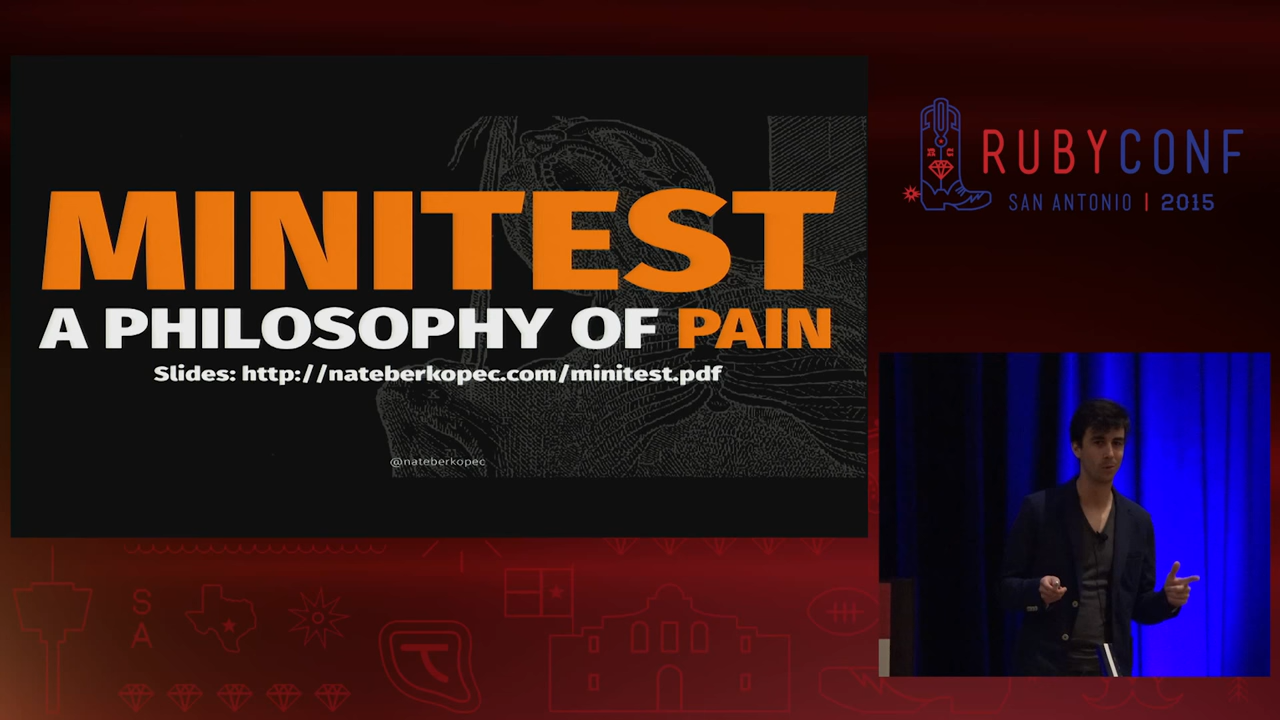 MINITEST
A PHILOSOPHY OF PAIN
Slides: http://nateberkopec.com/minitest.pdf
@nateberkopec
RUBYCONF
SAN ANTONIO | 2015
S
A